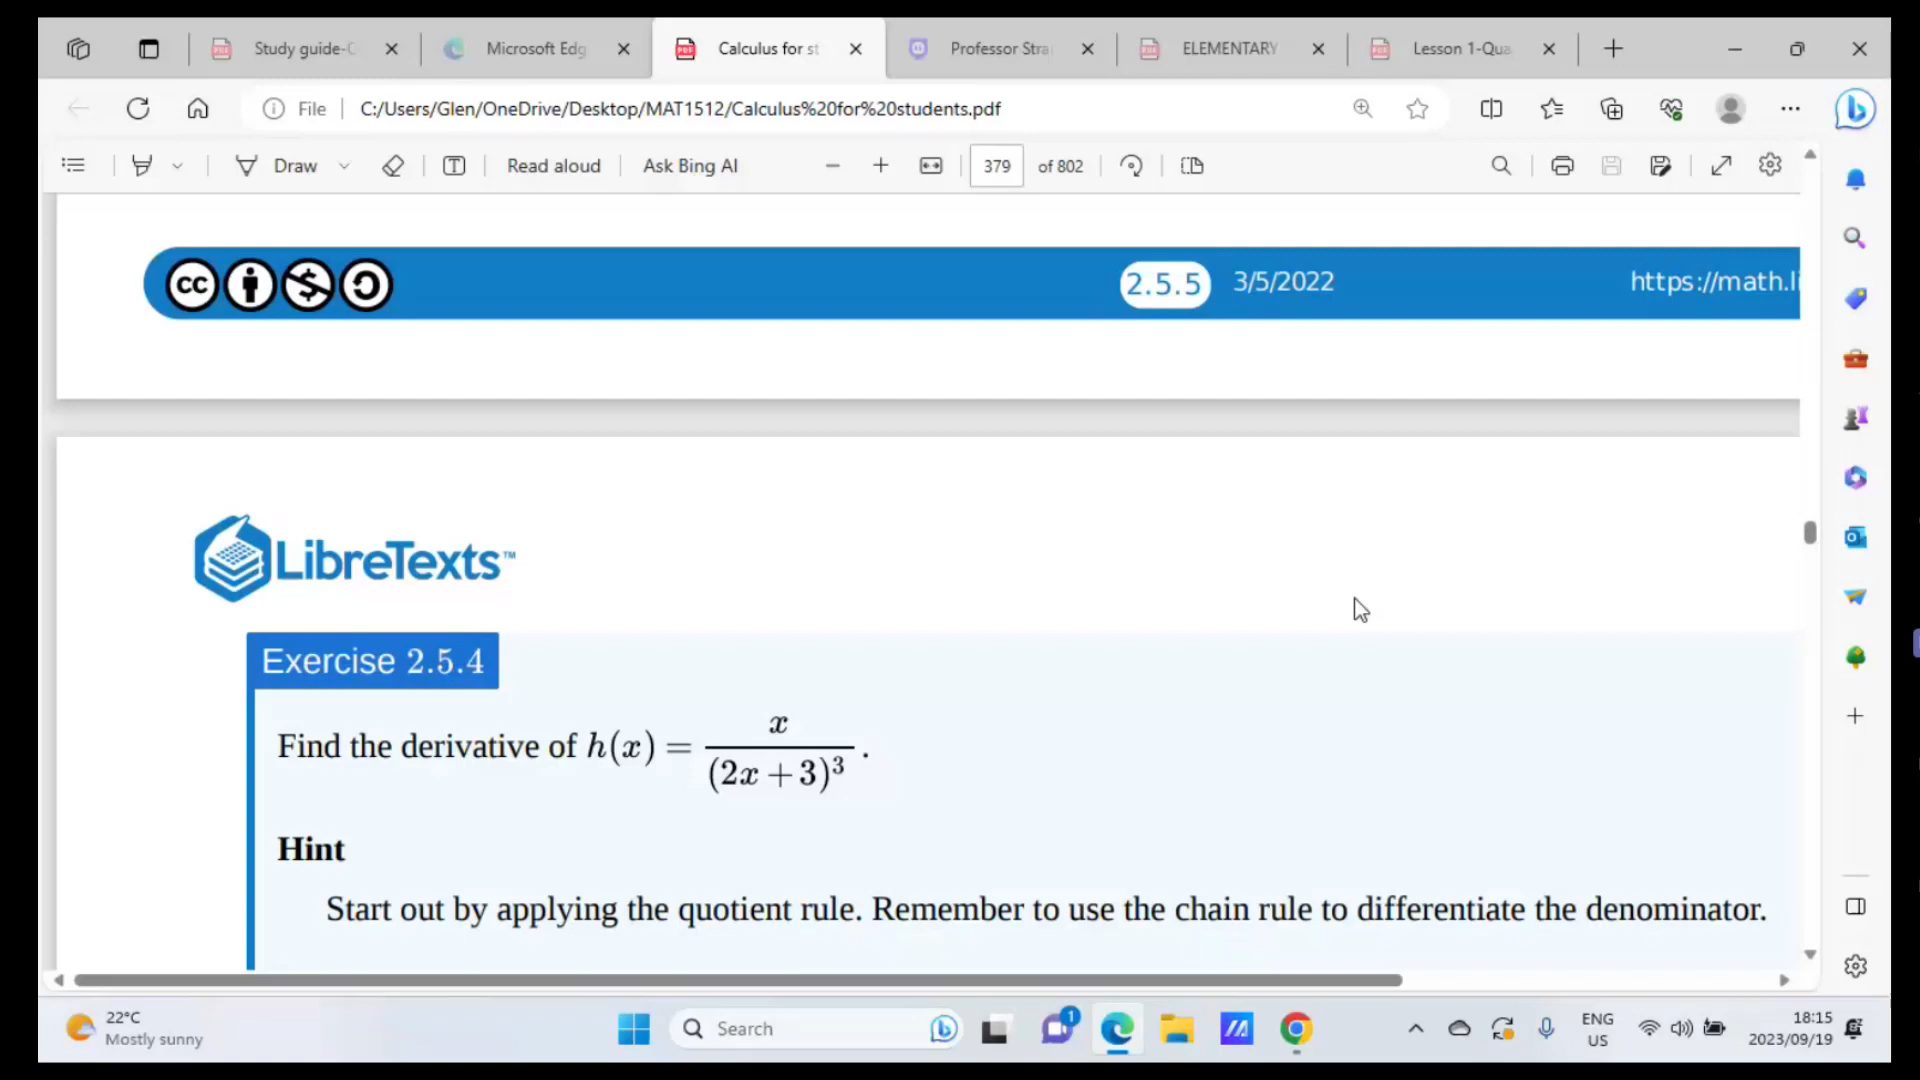 Study guide-C
Microsoft Edg
Calculus for st
Professor Stra
ELEMENTARY
Lesson 1-Qua
File
C:/Users/Glen/OneDrive/Desktop/MAT1512/Calculus%20for%20students.pdf
Draw
Read aloud
Ask Bing AI
379
of 802
cc
2.5.5
3/5/2022
https://math.li
LibreTexts™
Exercise 2.5.4
Find the derivative of h(x) = x / (2x + 3)³ .
Hint
Start out by applying the quotient rule. Remember to use the chain rule to differentiate the denominator.
22°C
Mostly sunny
Search
1
ENG
US
18:15
2023/09/19